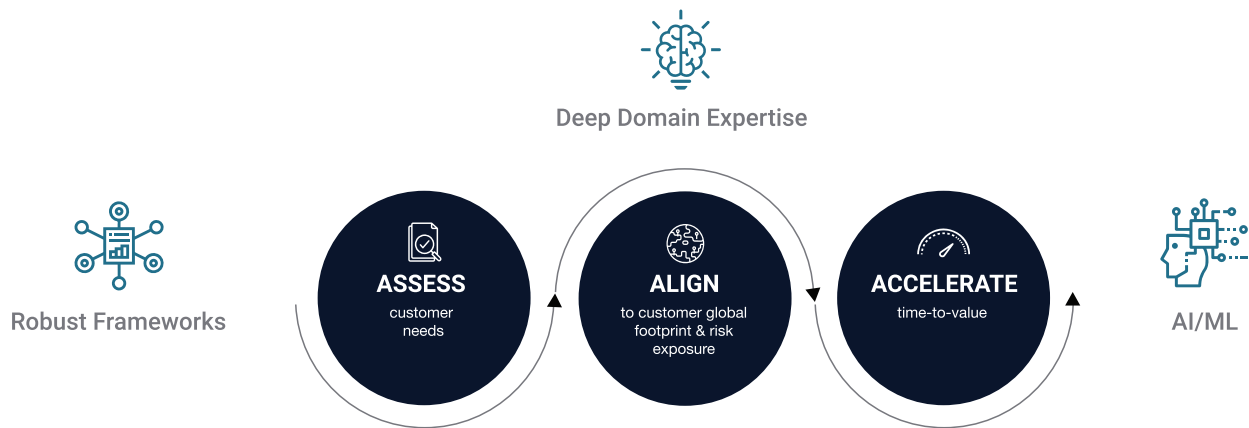 Deep Domain Expertise
Robust Frameworks
ASSESS
customer
needs
ALIGN
to customer global
footprint & risk
exposure
ACCELERATE
time-to-value
AI/ML